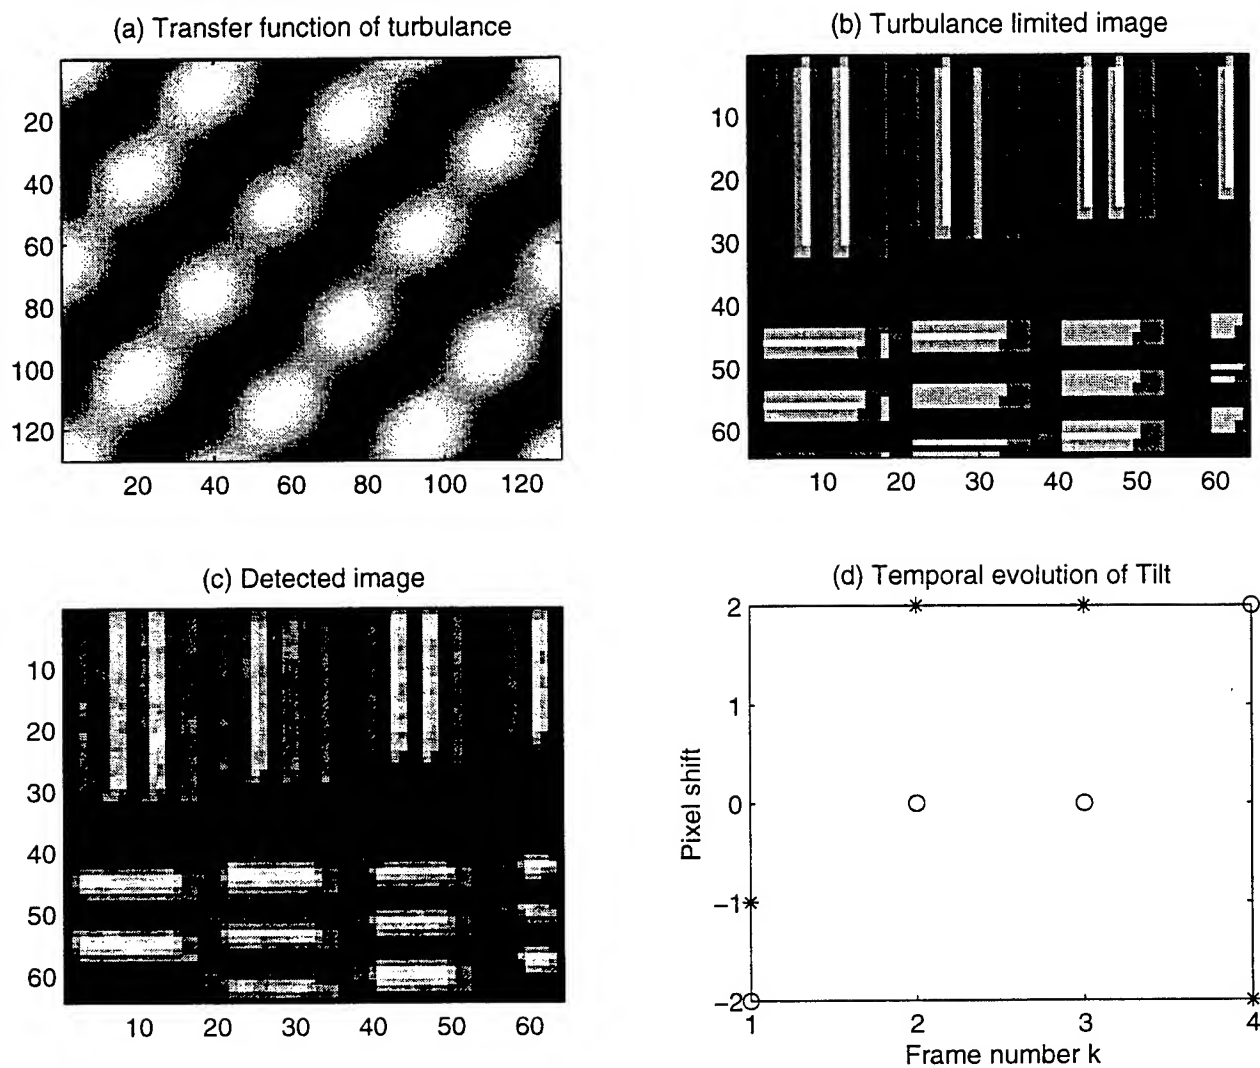 (a) Transfer function of turbulance
20
40
60
80
100
120
20 40 60 80 100 120
(b) Turbulance limited image
10
20
30
40
50
60
10 20 30 40 50 60
(c) Detected image
10
20
30
40
50
60
10 20 30 40 50 60
(d) Temporal evolution of Tilt
2
1
0
−1
−2
Pixel shift
1 2 3 4
Frame number k